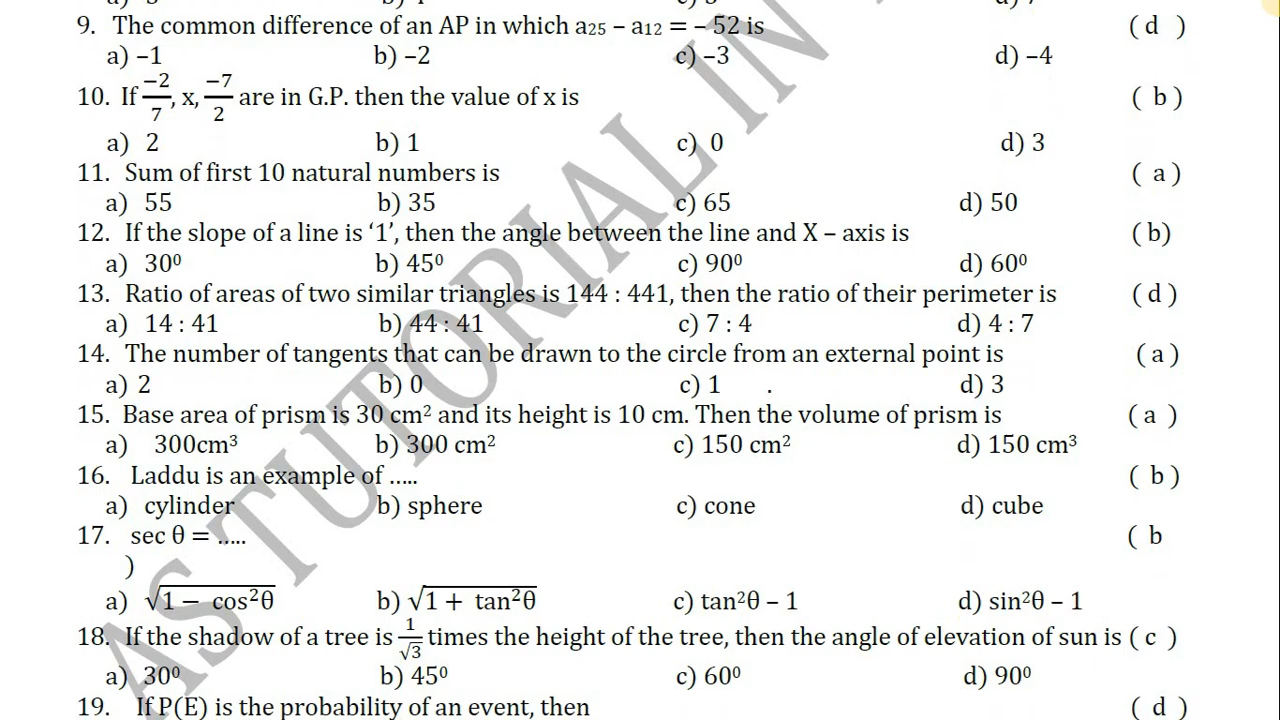 9. The common difference of an AP in which a₂₅ – a₁₂ = – 52 is ( d )
a) –1 b) –2 c) –3 d) –4
10. If −2/7, x, −7/2 are in G.P. then the value of x is ( b )
a) 2 b) 1 c) 0 d) 3
11. Sum of first 10 natural numbers is ( a )
a) 55 b) 35 c) 65 d) 50
12. If the slope of a line is ‘1’, then the angle between the line and X – axis is ( b)
a) 30⁰ b) 45⁰ c) 90⁰ d) 60⁰
13. Ratio of areas of two similar triangles is 144 : 441, then the ratio of their perimeter is ( d )
a) 14 : 41 b) 44 : 41 c) 7 : 4 d) 4 : 7
14. The number of tangents that can be drawn to the circle from an external point is ( a )
a) 2 b) 0 c) 1 . d) 3
15. Base area of prism is 30 cm² and its height is 10 cm. Then the volume of prism is ( a )
a) 300cm³ b) 300 cm² c) 150 cm² d) 150 cm³
16. Laddu is an example of ..... ( b )
a) cylinder b) sphere c) cone d) cube
17. sec θ = ..... ( b
)
a) √1 − cos²θ b) √1 + tan²θ c) tan²θ – 1 d) sin²θ – 1
18. If the shadow of a tree is 1/√3 times the height of the tree, then the angle of elevation of sun is ( c )
a) 30⁰ b) 45⁰ c) 60⁰ d) 90⁰
19. If P(E) is the probability of an event, then ( d )
AS TUTORIAL IN